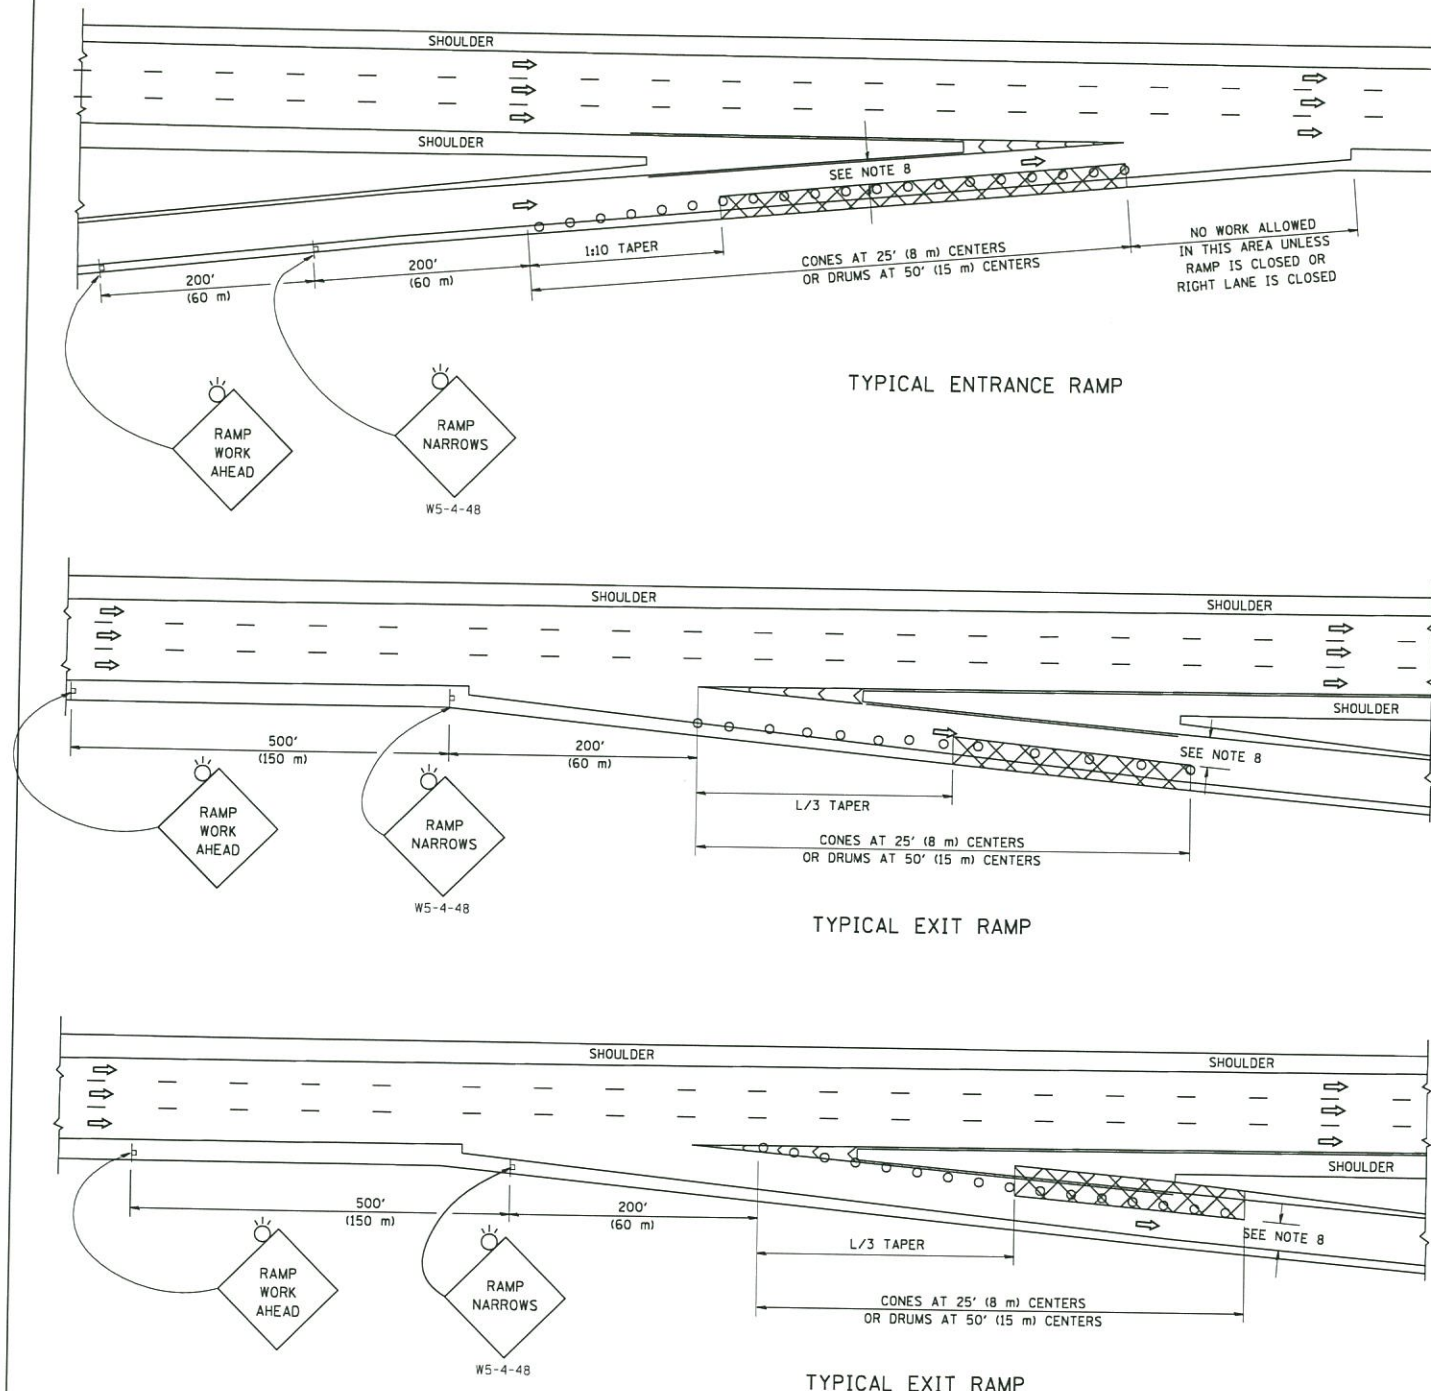 SHOULDER
SHOULDER
SEE NOTE 8
1:10 TAPER
CONES AT 25' (8 m) CENTERS
OR DRUMS AT 50' (15 m) CENTERS
NO WORK ALLOWED
IN THIS AREA UNLESS
RAMP IS CLOSED OR
RIGHT LANE IS CLOSED
200'
(60 m)
200'
(60 m)
RAMP
WORK
AHEAD
RAMP
NARROWS
W5-4-48
TYPICAL ENTRANCE RAMP
SHOULDER
SHOULDER
SHOULDER
SEE NOTE 8
500'
(150 m)
200'
(60 m)
L/3 TAPER
CONES AT 25' (8 m) CENTERS
OR DRUMS AT 50' (15 m) CENTERS
RAMP
WORK
AHEAD
RAMP
NARROWS
W5-4-48
TYPICAL EXIT RAMP
SHOULDER
SHOULDER
SHOULDER
500'
(150 m)
200'
(60 m)
SEE NOTE 8
L/3 TAPER
CONES AT 25' (8 m) CENTERS
OR DRUMS AT 50' (15 m) CENTERS
RAMP
WORK
AHEAD
RAMP
NARROWS
W5-4-48
TYPICAL EXIT RAMP